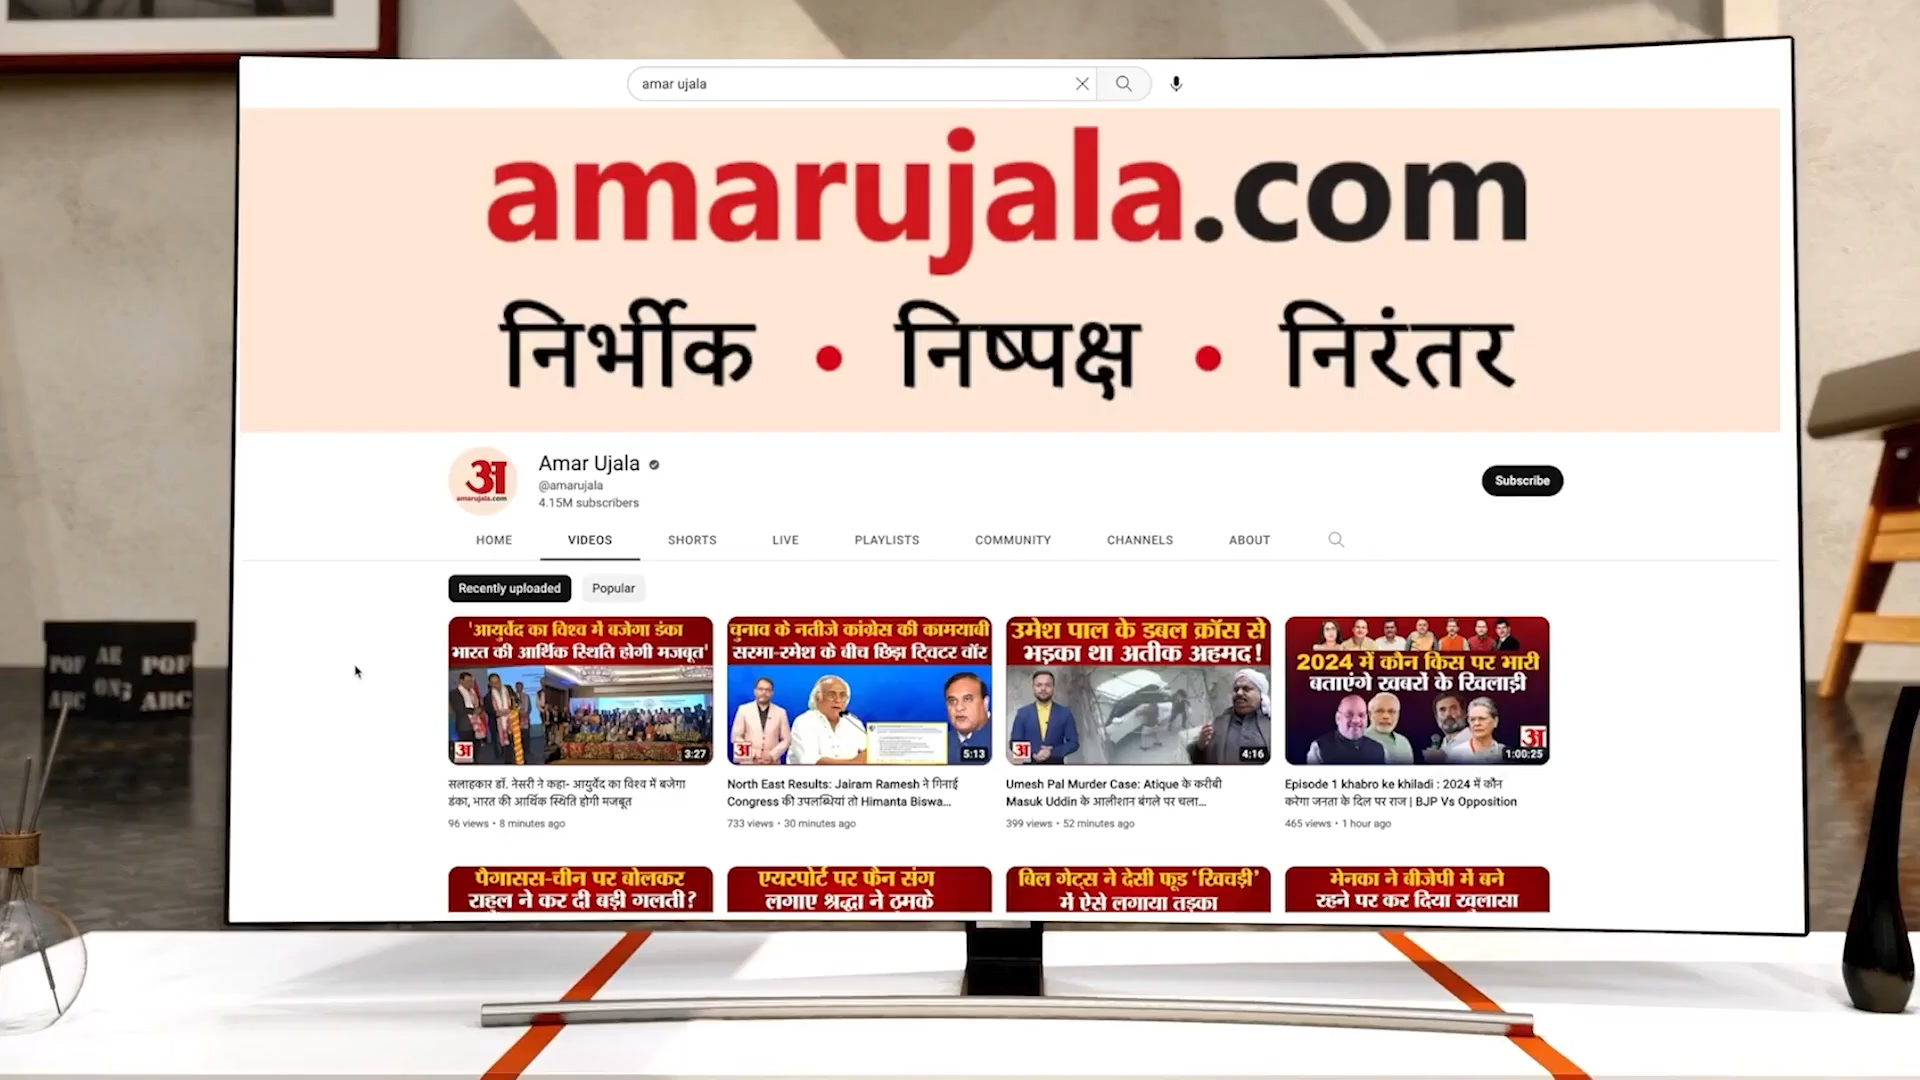 amar ujala
amarujala.com
निर्भीक • निष्पक्ष • निरंतर
अ
amarujala.com
Amar Ujala
@amarujala
4.15M subscribers
Subscribe
HOME VIDEOS SHORTS LIVE PLAYLISTS COMMUNITY CHANNELS ABOUT
Recently uploaded Popular
'आयुर्वेद का विश्व में बजेगा डंका
भारत की आर्थिक स्थिति होगी मजबूत'
अ
3:27
सलाहकार डॉ. नेसरी ने कहा- आयुर्वेद का विश्व में बजेगा
डंका, भारत की आर्थिक स्थिति होगी मजबूत
96 views • 8 minutes ago
चुनाव के नतीजे कांग्रेस की कामयाबी
सरमा-रमेश के बीच छिड़ा ट्विटर वॉर
अ
5:13
North East Results: Jairam Ramesh ने गिनाई
Congress की उपलब्धियां तो Himanta Biswa...
733 views • 30 minutes ago
उमेश पाल के डबल क्रॉस से
भड़का था अतीक अहमद!
अ
4:16
Umesh Pal Murder Case: Atique के करीबी
Masuk Uddin के आलीशान बंगले पर चला...
399 views • 52 minutes ago
2024 में कौन किस पर भारी
बताएंगे खबरों के खिलाड़ी
अ
1:00:25
Episode 1 khabro ke khiladi : 2024 में कौन
करेगा जनता के दिल पर राज | BJP Vs Opposition
465 views • 1 hour ago
पैगासस-चीन पर बोलकर
राहुल ने कर दी बड़ी गलती?
एयरपोर्ट पर फैन संग
लगाए श्रद्धा ने ठुमके
बिल गेट्स ने देसी फूड 'खिचड़ी'
में ऐसे लगाया तड़का
मेनका ने बीजेपी में बने
रहने पर कर दिया खुलासा
ABC
ABC